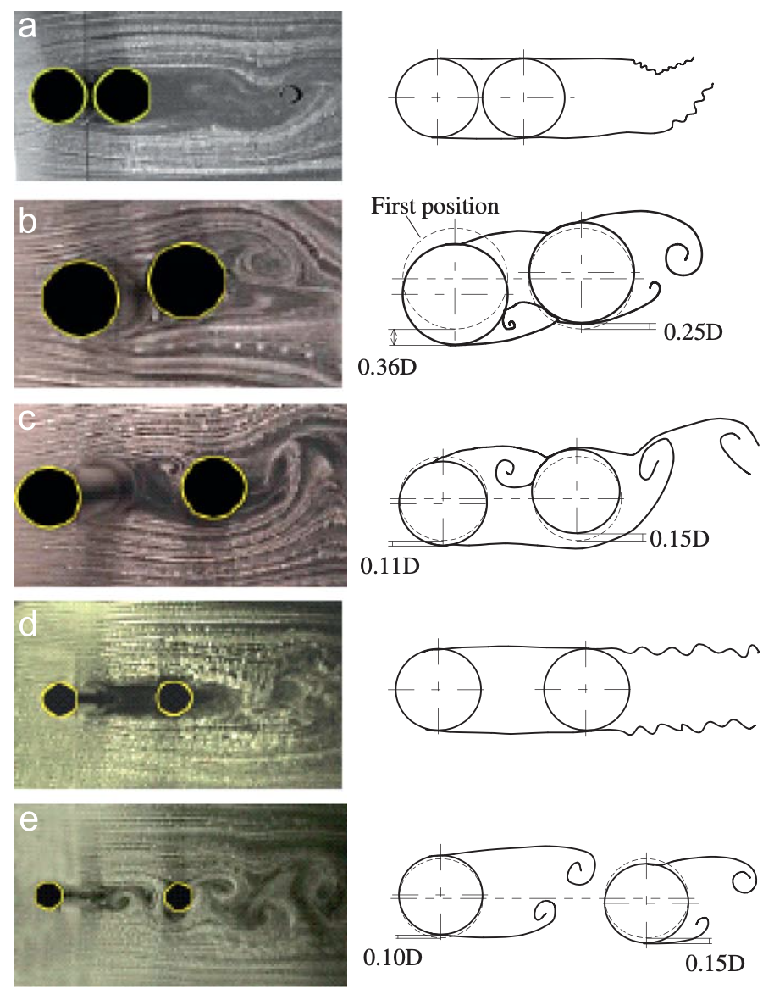 a
b
First position
0.25D
0.36D
c
0.15D
0.11D
d
e
0.10D
0.15D